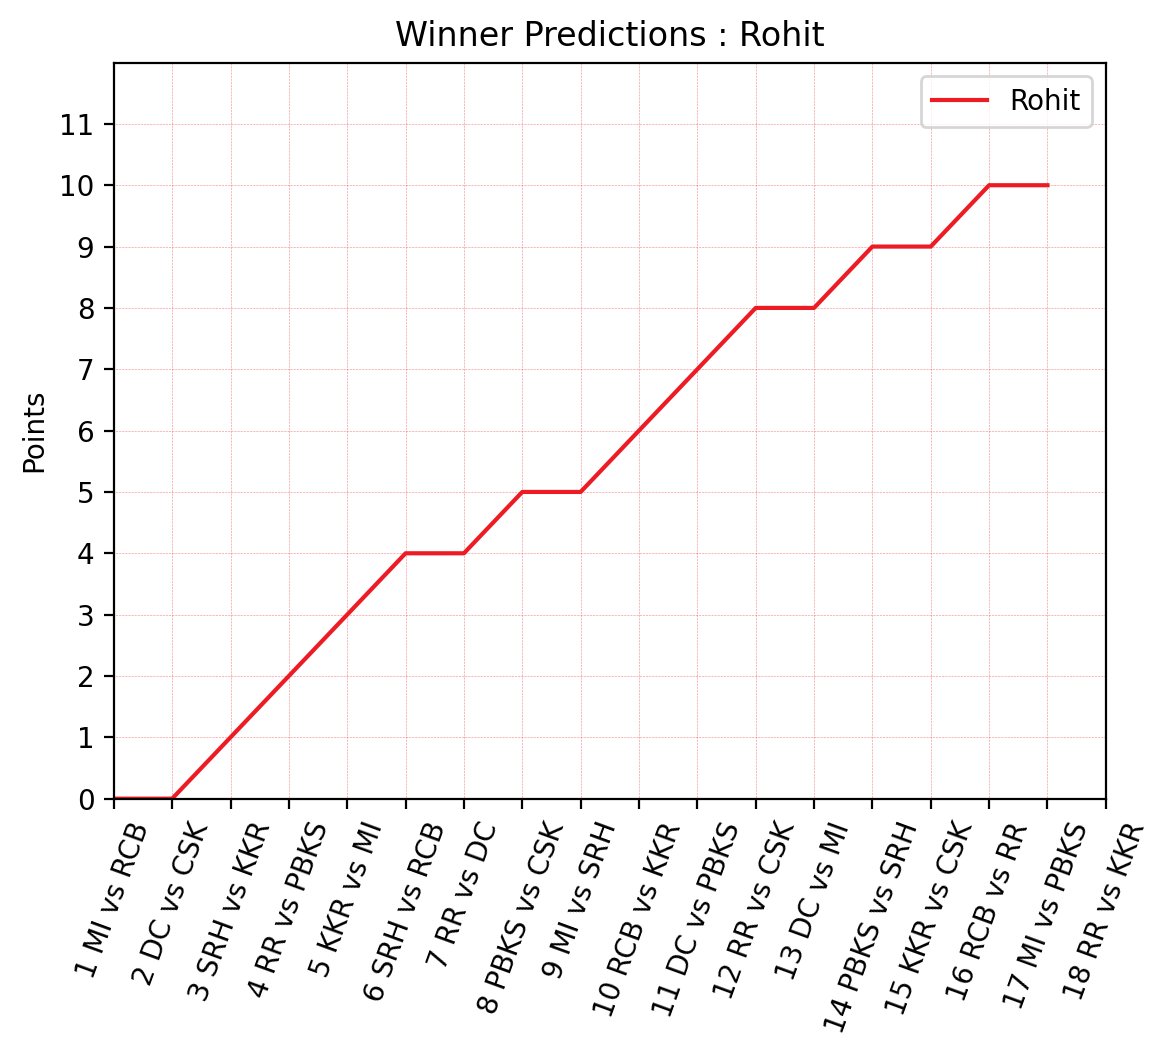 Winner Predictions : Rohit
Rohit
11
10
9
8
7
6
5
4
3
2
1
0
Points
1 MI vs RCB
2 DC vs CSK
3 SRH vs KKR
4 RR vs PBKS
5 KKR vs MI
6 SRH vs RCB
7 RR vs DC
8 PBKS vs CSK
9 MI vs SRH
10 RCB vs KKR
11 DC vs PBKS
12 RR vs CSK
13 DC vs MI
14 PBKS vs SRH
15 KKR vs CSK
16 RCB vs RR
17 MI vs PBKS
18 RR vs KKR